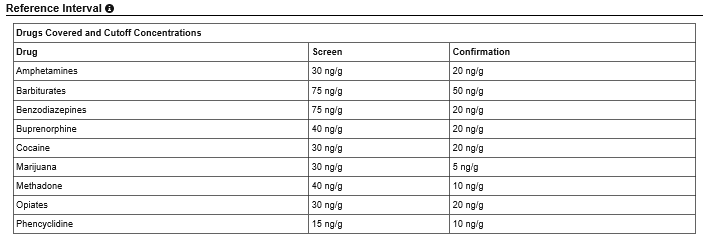 Reference Interval
Drugs Covered and Cutoff Concentrations
Drug Screen Confirmation
Amphetamines 30 ng/g 20 ng/g
Barbiturates 75 ng/g 50 ng/g
Benzodiazepines 75 ng/g 20 ng/g
Buprenorphine 40 ng/g 20 ng/g
Cocaine 30 ng/g 20 ng/g
Marijuana 30 ng/g 5 ng/g
Methadone 40 ng/g 10 ng/g
Opiates 30 ng/g 20 ng/g
Phencyclidine 15 ng/g 10 ng/g